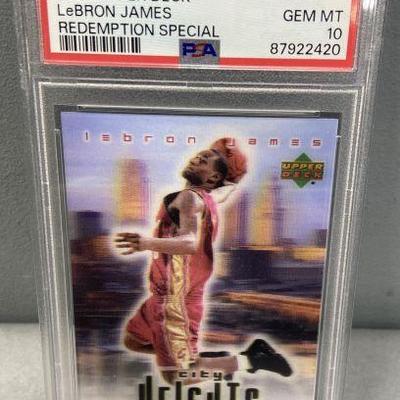 LeBRON JAMES
GEM MT
REDEMPTION SPECIAL
10
PSA
87922420
lebron james
UPPER
DECK
city